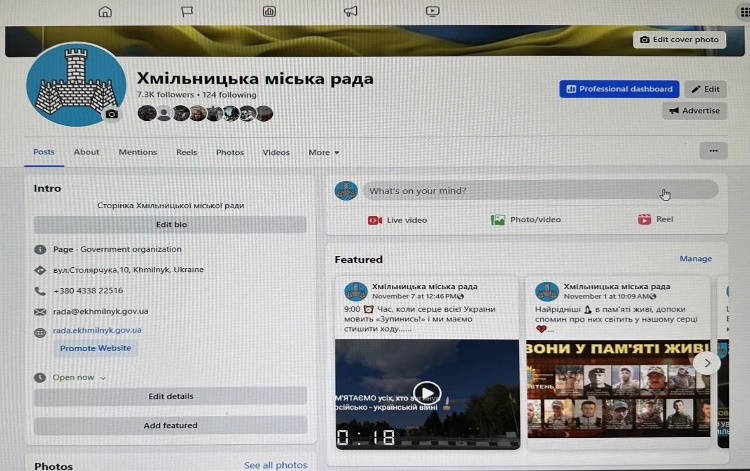 Edit cover photo
Хмільницька міська рада
7.3K followers • 124 following
Professional dashboard
Edit
Advertise
Posts
About
Mentions
Reels
Photos
Videos
More
What's on your mind?
Live video
Photo/video
Reel
Intro
Сторінка Хмільницької міської ради
Edit bio
Page · Government organization
вул.Столярчука,10, Khmilnyk, Ukraine
+380 4338 22516
rada@ekhmilnyk.gov.ua
rada.ekhmilnyk.gov.ua
Promote Website
Open now
Edit details
Add featured
Photos
See all photos
Featured
Manage
Хмільницька міська рада
November 7 at 12:46 PM
9:00 Час, коли серце всієї України
мовить «Зупинись!» і ми маємо
стишити ходу......
М'ЯТАЄМО усіх, хто загинув
російсько - українській війні
0:18
Хмільницька міська рада
November 1 at 10:09 AM
Найрідніші в пам'яті живі, допоки
спомин про них світить у нашому серці
...
ВОНИ У ПАМ'ЯТІ ЖИВІ